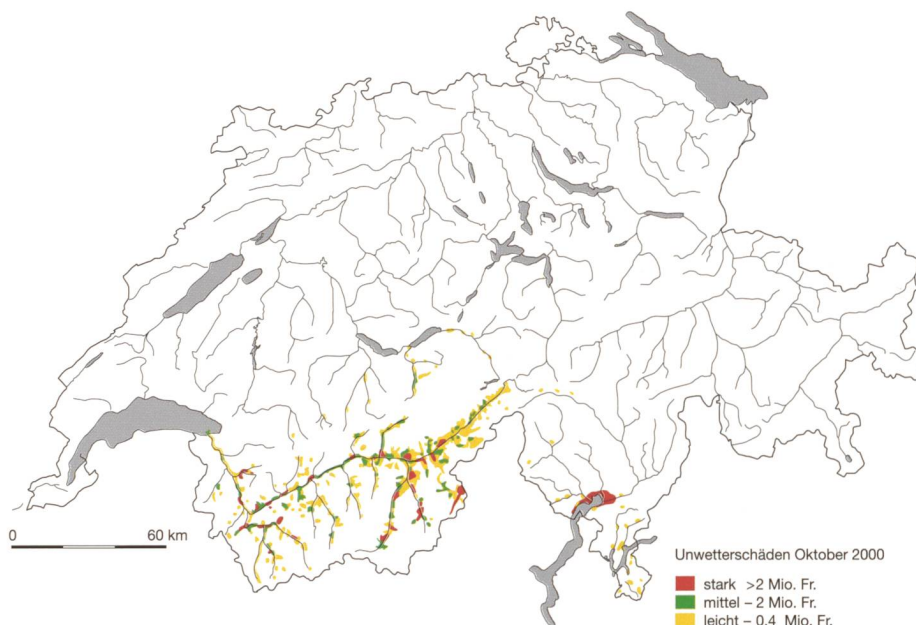 0 60 km
Unwetterschäden Oktober 2000
stark >2 Mio. Fr.
mittel – 2 Mio. Fr.
leicht – 0,4 Mio. Fr.